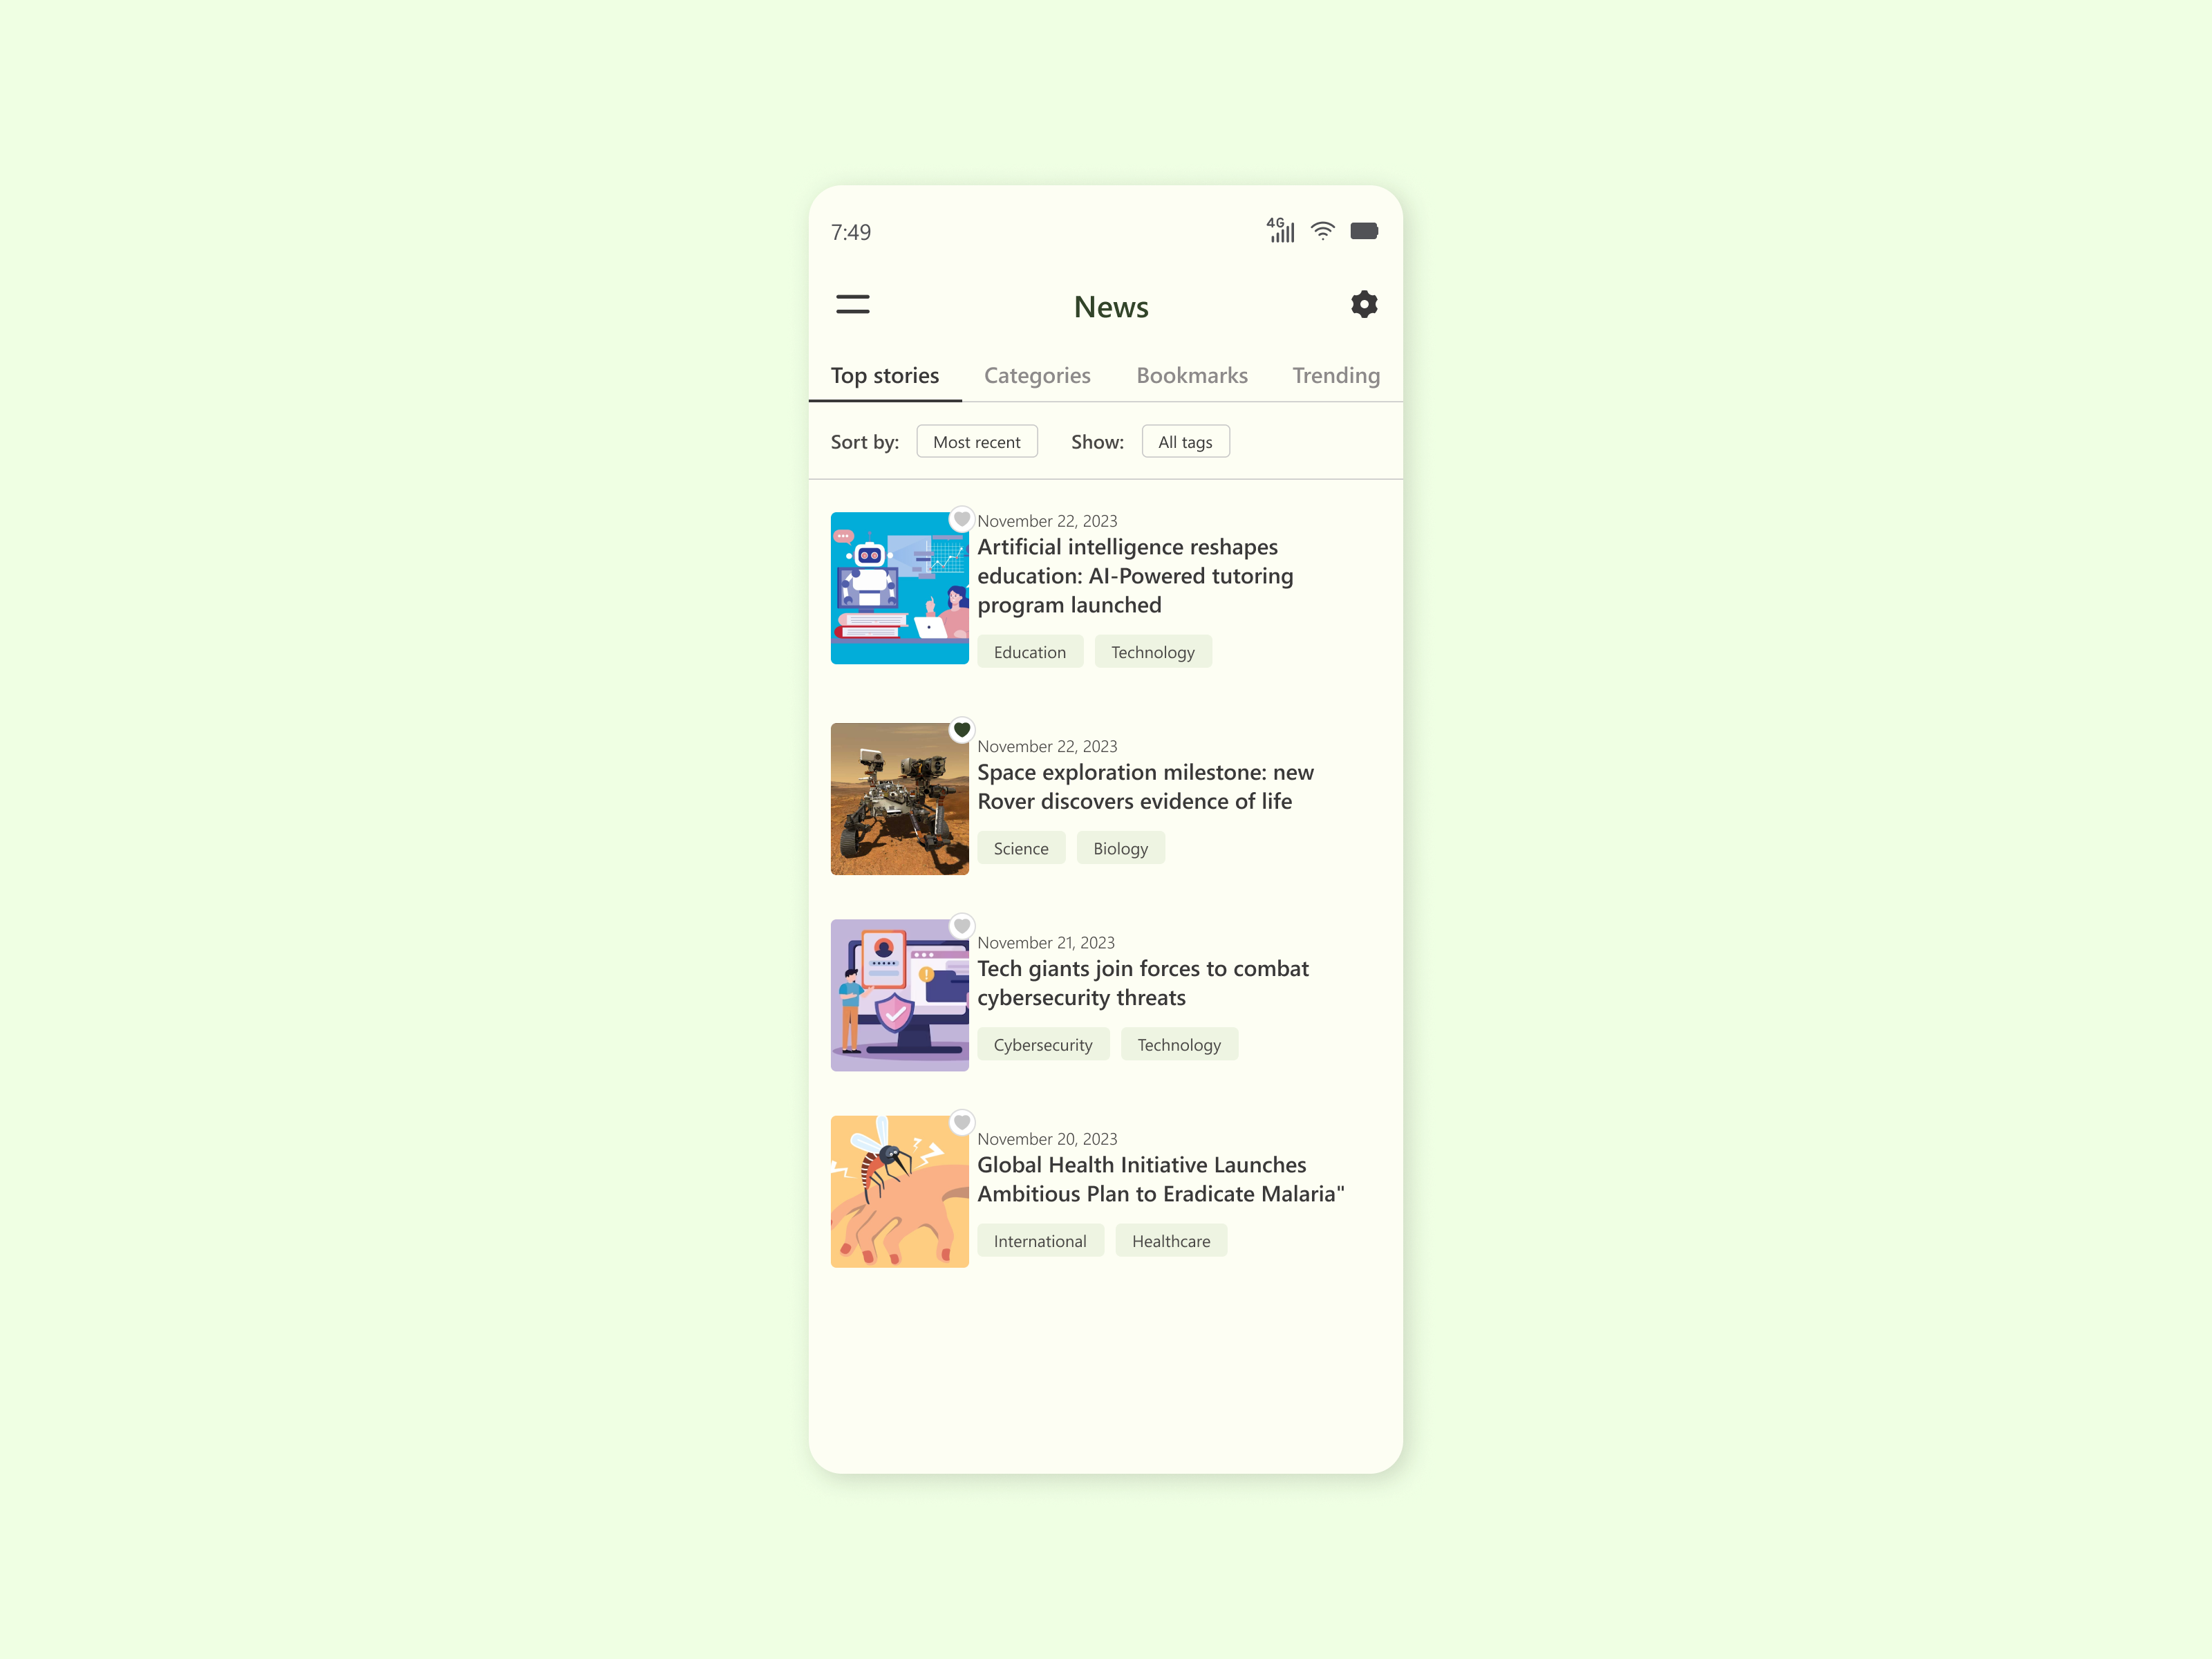 7:49
4G
News
Top stories Categories Bookmarks Trending
Sort by: Most recent Show: All tags
November 22, 2023
Artificial intelligence reshapes
education: AI-Powered tutoring
program launched
Education Technology
November 22, 2023
Space exploration milestone: new
Rover discovers evidence of life
Science Biology
November 21, 2023
Tech giants join forces to combat
cybersecurity threats
Cybersecurity Technology
November 20, 2023
Global Health Initiative Launches
Ambitious Plan to Eradicate Malaria"
International Healthcare